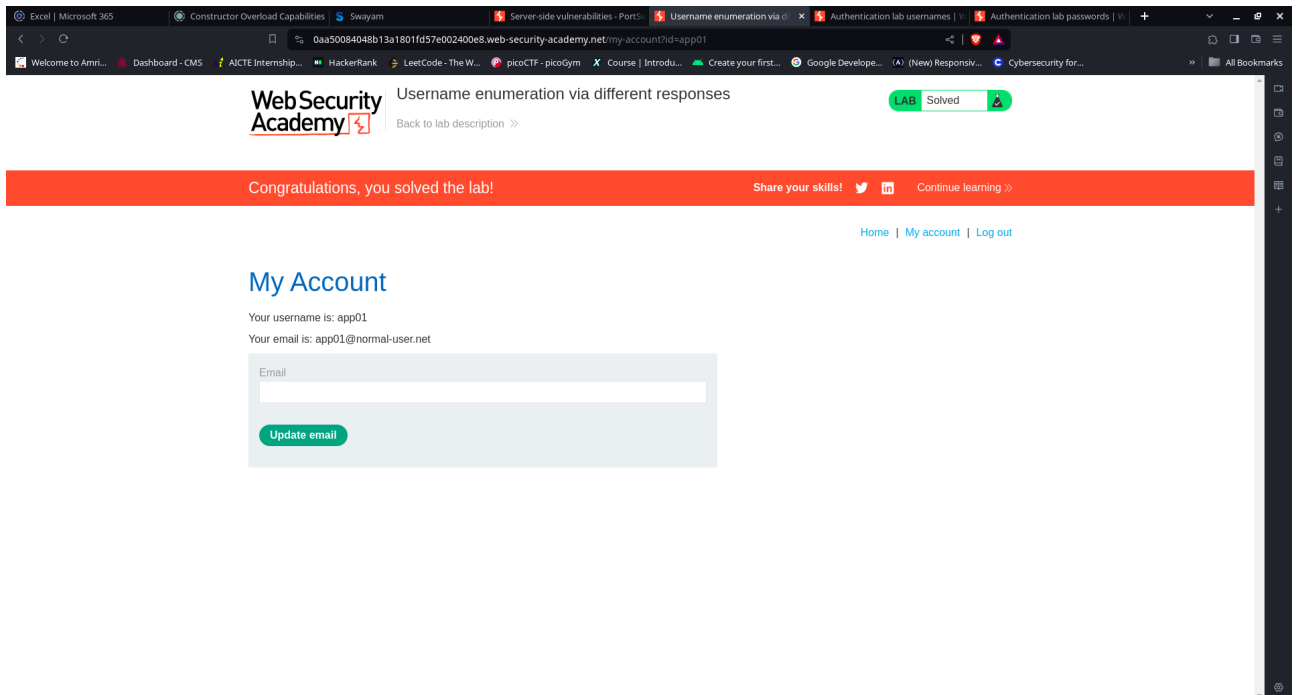 Excel | Microsoft 365
Constructor Overload Capabilities
Swayam
Server-side vulnerabilities - PortS
Username enumeration via di
Authentication lab usernames | W
Authentication lab passwords | W
0aa50084048b13a1801fd57e002400e8.web-security-academy.net/my-account?id=app01
Welcome to Amri...
Dashboard - CMS
AICTE Internship...
HackerRank
LeetCode - The W...
picoCTF - picoGym
Course | Introdu...
Create your first...
Google Develope...
(New) Responsiv...
Cybersecurity for...
All Bookmarks
Web Security
Academy
Username enumeration via different responses
Back to lab description
LAB Solved
Congratulations, you solved the lab!
Share your skills!
Continue learning
Home | My account | Log out
My Account
Your username is: app01
Your email is: app01@normal-user.net
Email
Update email